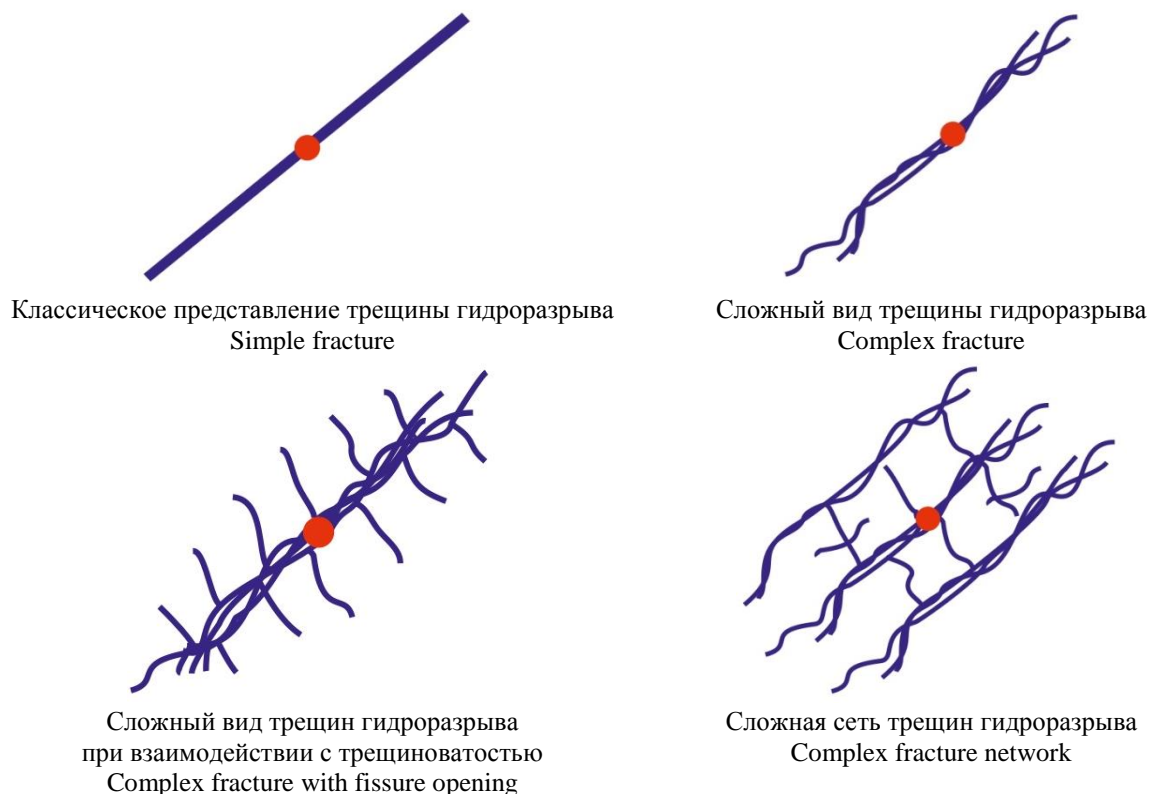 Классическое представление трещины гидроразрыва
Simple fracture
Сложный вид трещины гидроразрыва
Complex fracture
Сложный вид трещин гидроразрыва
при взаимодействии с трещиноватостью
Complex fracture with fissure opening
Сложная сеть трещин гидроразрыва
Complex fracture network